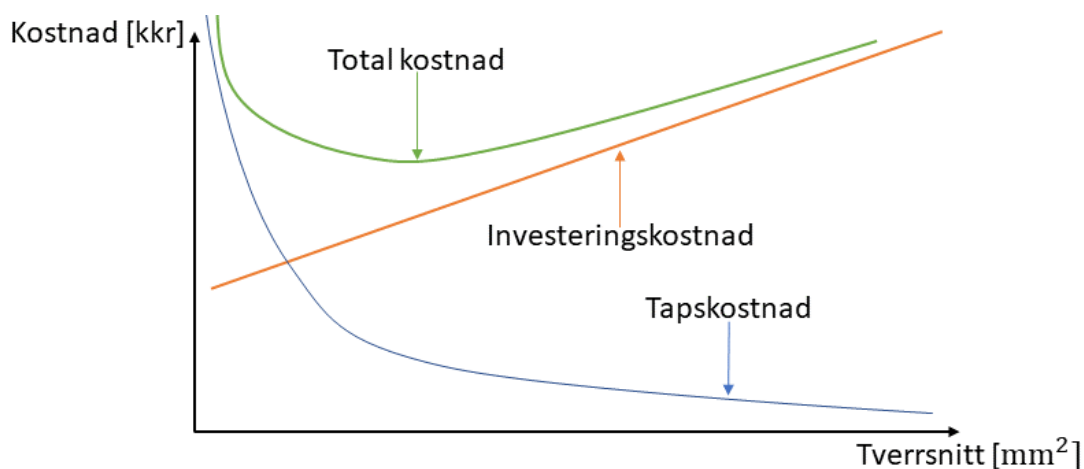 Kostnad [kkr]
Total kostnad
Investeringskostnad
Tapskostnad
Tverrsnitt [mm²]